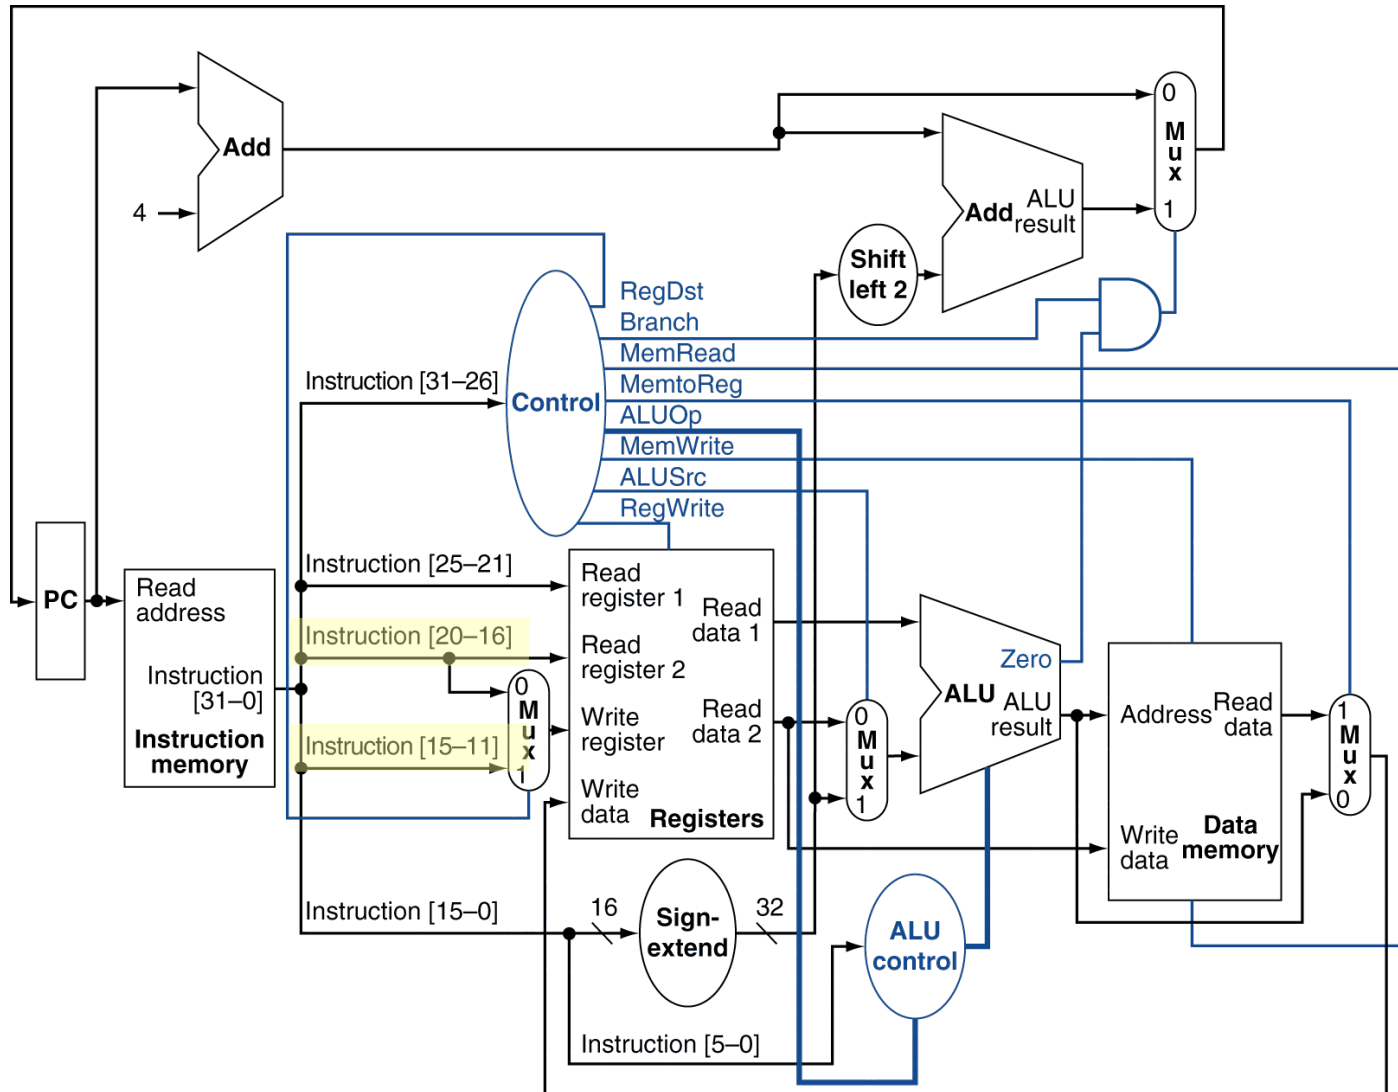 0
M
u
x
1
Add
4
Add
ALU
result
Shift
left 2
RegDst
Branch
MemRead
MemtoReg
ALUOp
MemWrite
ALUSrc
RegWrite
Control
Instruction [31–26]
Instruction [25–21]
Instruction [20–16]
Instruction [15–11]
Instruction [15–0]
Instruction [5–0]
PC
Read
address
Instruction
[31–0]
Instruction
memory
0
M
u
x
1
Read
register 1
Read
register 2
Write
register
Write
data
Read
data 1
Read
data 2
Registers
0
M
u
x
1
Zero
ALU
ALU
result
Address
Read
data
Write
data
Data
memory
1
M
u
x
0
16
Sign-
extend
32
ALU
control